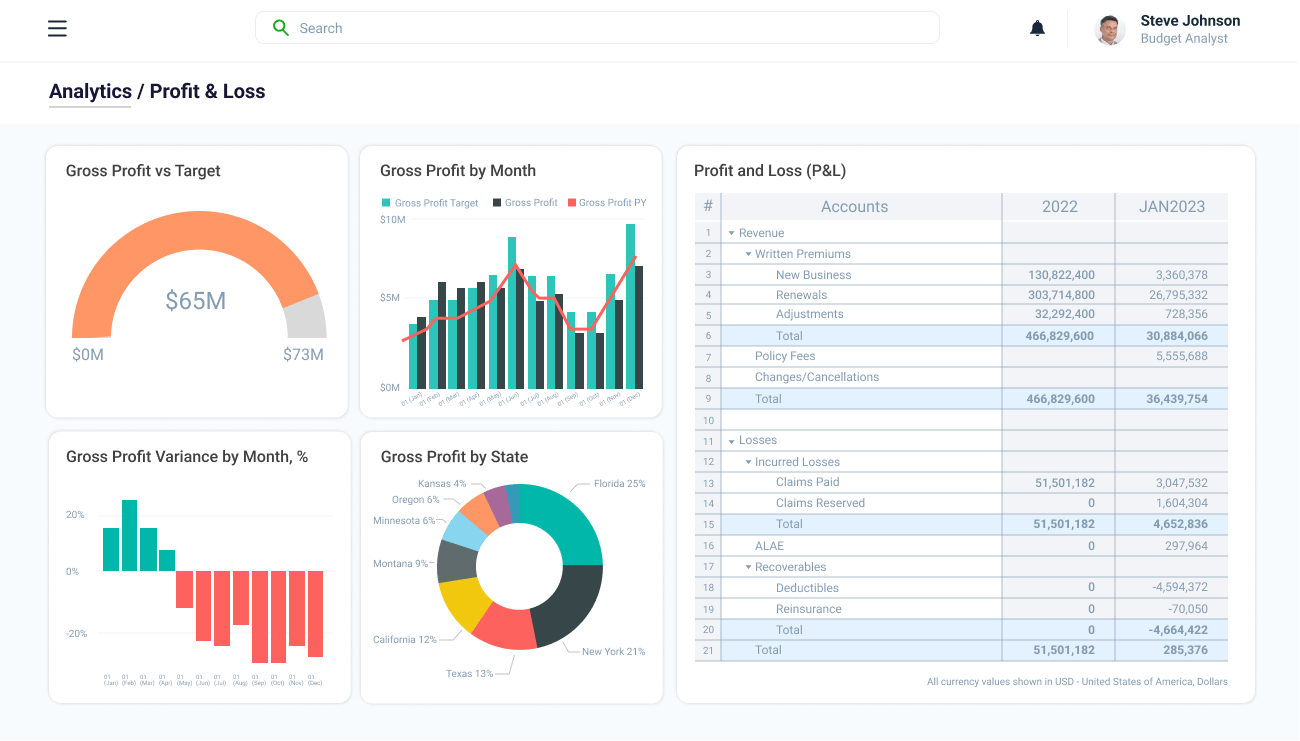 Search
Steve Johnson
Budget Analyst
Analytics / Profit & Loss
Gross Profit vs Target
$65M
$0M
$73M
Gross Profit by Month
Gross Profit Target
Gross Profit
Gross Profit PY
$10M
$5M
$0M
01 (Jan)
01 (Feb)
01 (Mar)
01 (Apr)
01 (May)
01 (Jun)
01 (Jul)
01 (Aug)
01 (Sep)
01 (Oct)
01 (Nov)
01 (Dec)
Gross Profit Variance by Month, %
20%
0%
-20%
01 01 01 01 01 01 01 01 01 01 01 01
(Jan) (Feb) (Mar) (Apr) (May) (Jun) (Jul) (Aug) (Sep) (Oct) (Nov) (Dec)
Gross Profit by State
Kansas 4%
Florida 25%
Oregon 6%
Minnesota 6%
Montana 9%
California 12%
New York 21%
Texas 13%
Profit and Loss (P&L)
# Accounts 2022 JAN2023
1 Revenue
2 Written Premiums
3 New Business 130,822,400 3,360,378
4 Renewals 303,714,800 26,795,332
5 Adjustments 32,292,400 728,356
6 Total 466,829,600 30,884,066
7 Policy Fees 5,555,688
8 Changes/Cancellations
9 Total 466,829,600 36,439,754
10
11 Losses
12 Incurred Losses
13 Claims Paid 51,501,182 3,047,532
14 Claims Reserved 0 1,604,304
15 Total 51,501,182 4,652,836
16 ALAE 0 297,964
17 Recoverables
18 Deductibles 0 -4,594,372
19 Reinsurance 0 -70,050
20 Total 0 -4,664,422
21 Total 51,501,182 285,376
All currency values shown in USD - United States of America, Dollars